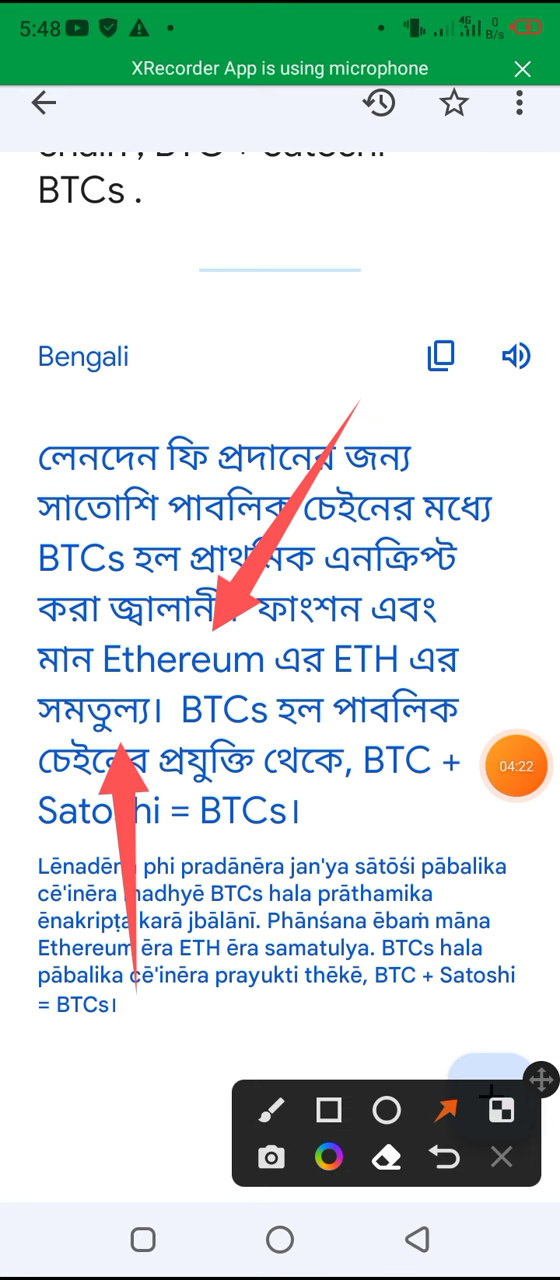 5:48
4G
0
B/s
XRecorder App is using microphone
BTCs .
Bengali
লেনদেন ফি প্রদানের জন্য
সাতোশি পাবলিক চেইনের মধ্যে
BTCs হল প্রাথমিক এনক্রিপ্ট
করা জ্বালানী। ফাংশন এবং
মান Ethereum এর ETH এর
সমতুল্য। BTCs হল পাবলিক
চেইনের প্রযুক্তি থেকে, BTC +
Satoshi = BTCs।
04:22
Lēnadēna phi pradānēra jan'ya sātōśi pābalika
cē'inēra madhyē BTCs hala prāthamika
ēnakripṭa karā jbālānī. Phānśana ēbaṁ māna
Ethereum ēra ETH ēra samatulya. BTCs hala
pābalika cē'inēra prayukti thēkē, BTC + Satoshi
= BTCs।